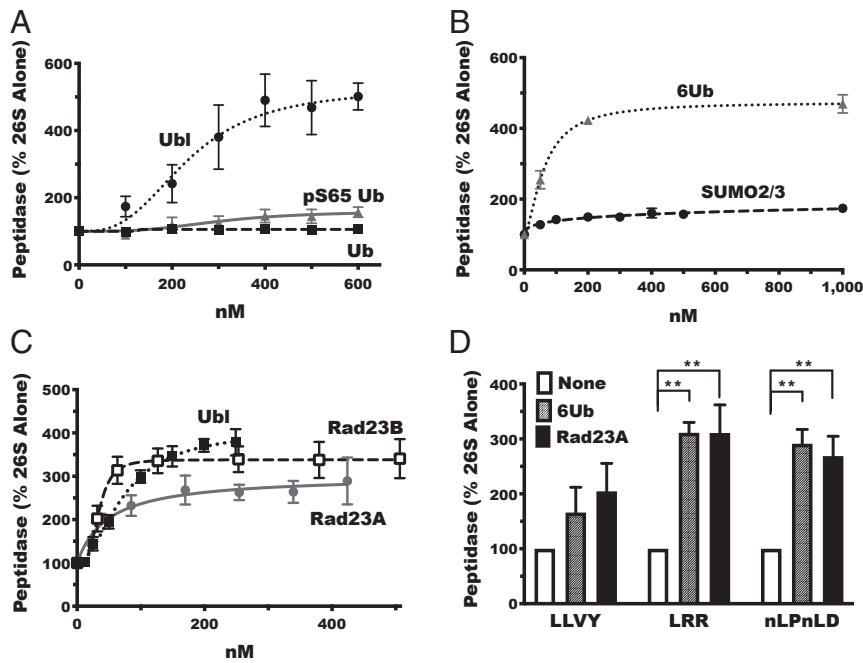 A
Peptidase (% 26S Alone)
600
400
200
0
Ubl
pS65 Ub
Ub
0 200 400 600
nM
B
Peptidase (% 26S Alone)
600
400
200
0
6Ub
SUMO2/3
0 200 400 600 800 1,000
nM
C
Peptidase (% 26S Alone)
500
400
300
200
100
0
Ubl
Rad23B
Rad23A
0 200 400
nM
D
Peptidase (% 26S Alone)
400
300
200
100
0
None
6Ub
Rad23A
**
**
**
**
LLVY LRR nLPnLD